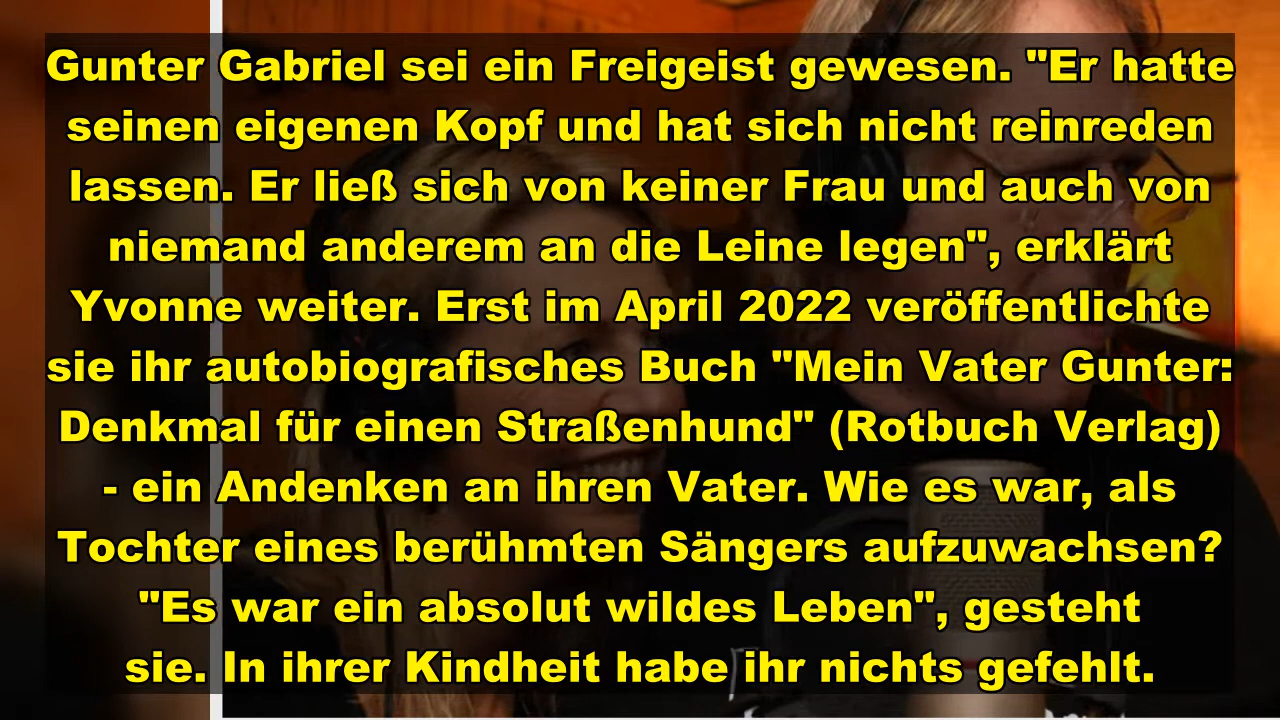 Gunter Gabriel sei ein Freigeist gewesen. "Er hatte
seinen eigenen Kopf und hat sich nicht reinreden
lassen. Er ließ sich von keiner Frau und auch von
niemand anderem an die Leine legen", erklärt
Yvonne weiter. Erst im April 2022 veröffentlichte
sie ihr autobiografisches Buch "Mein Vater Gunter:
Denkmal für einen Straßenhund" (Rotbuch Verlag)
- ein Andenken an ihren Vater. Wie es war, als
Tochter eines berühmten Sängers aufzuwachsen?
"Es war ein absolut wildes Leben", gesteht
sie. In ihrer Kindheit habe ihr nichts gefehlt.